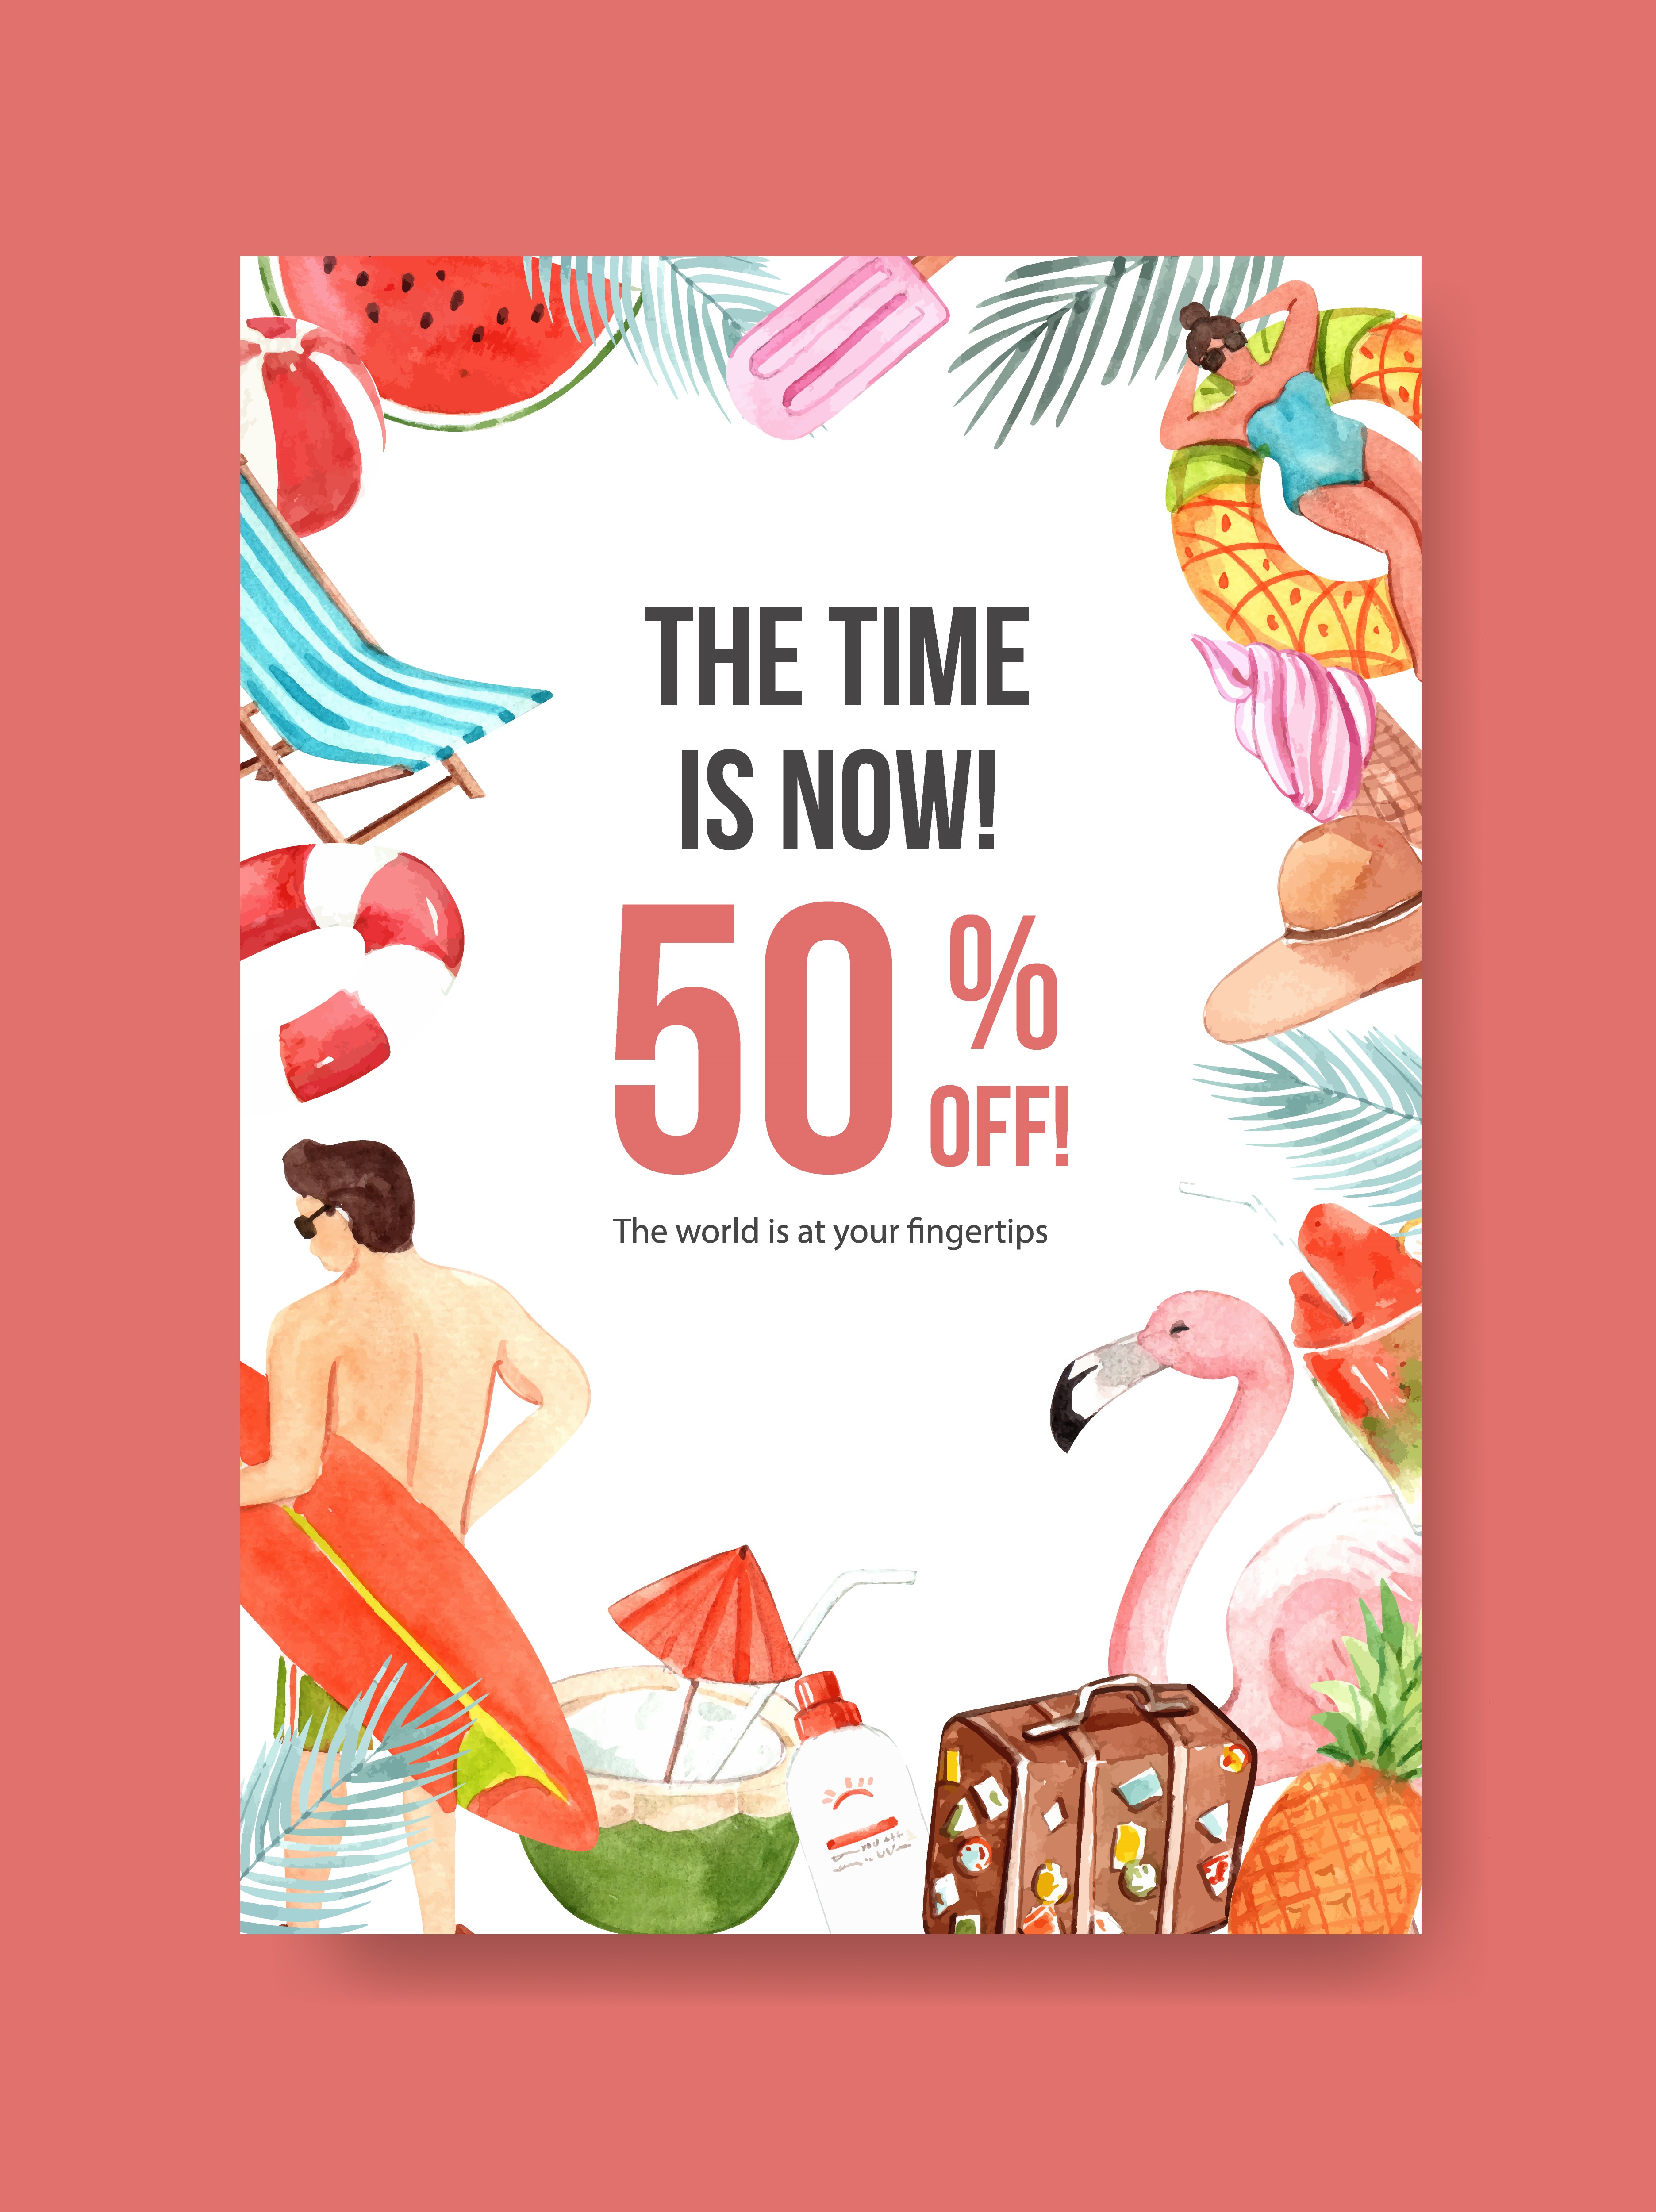 THE TIME
IS NOW!
50 %
OFF!
The world is at your fingertips